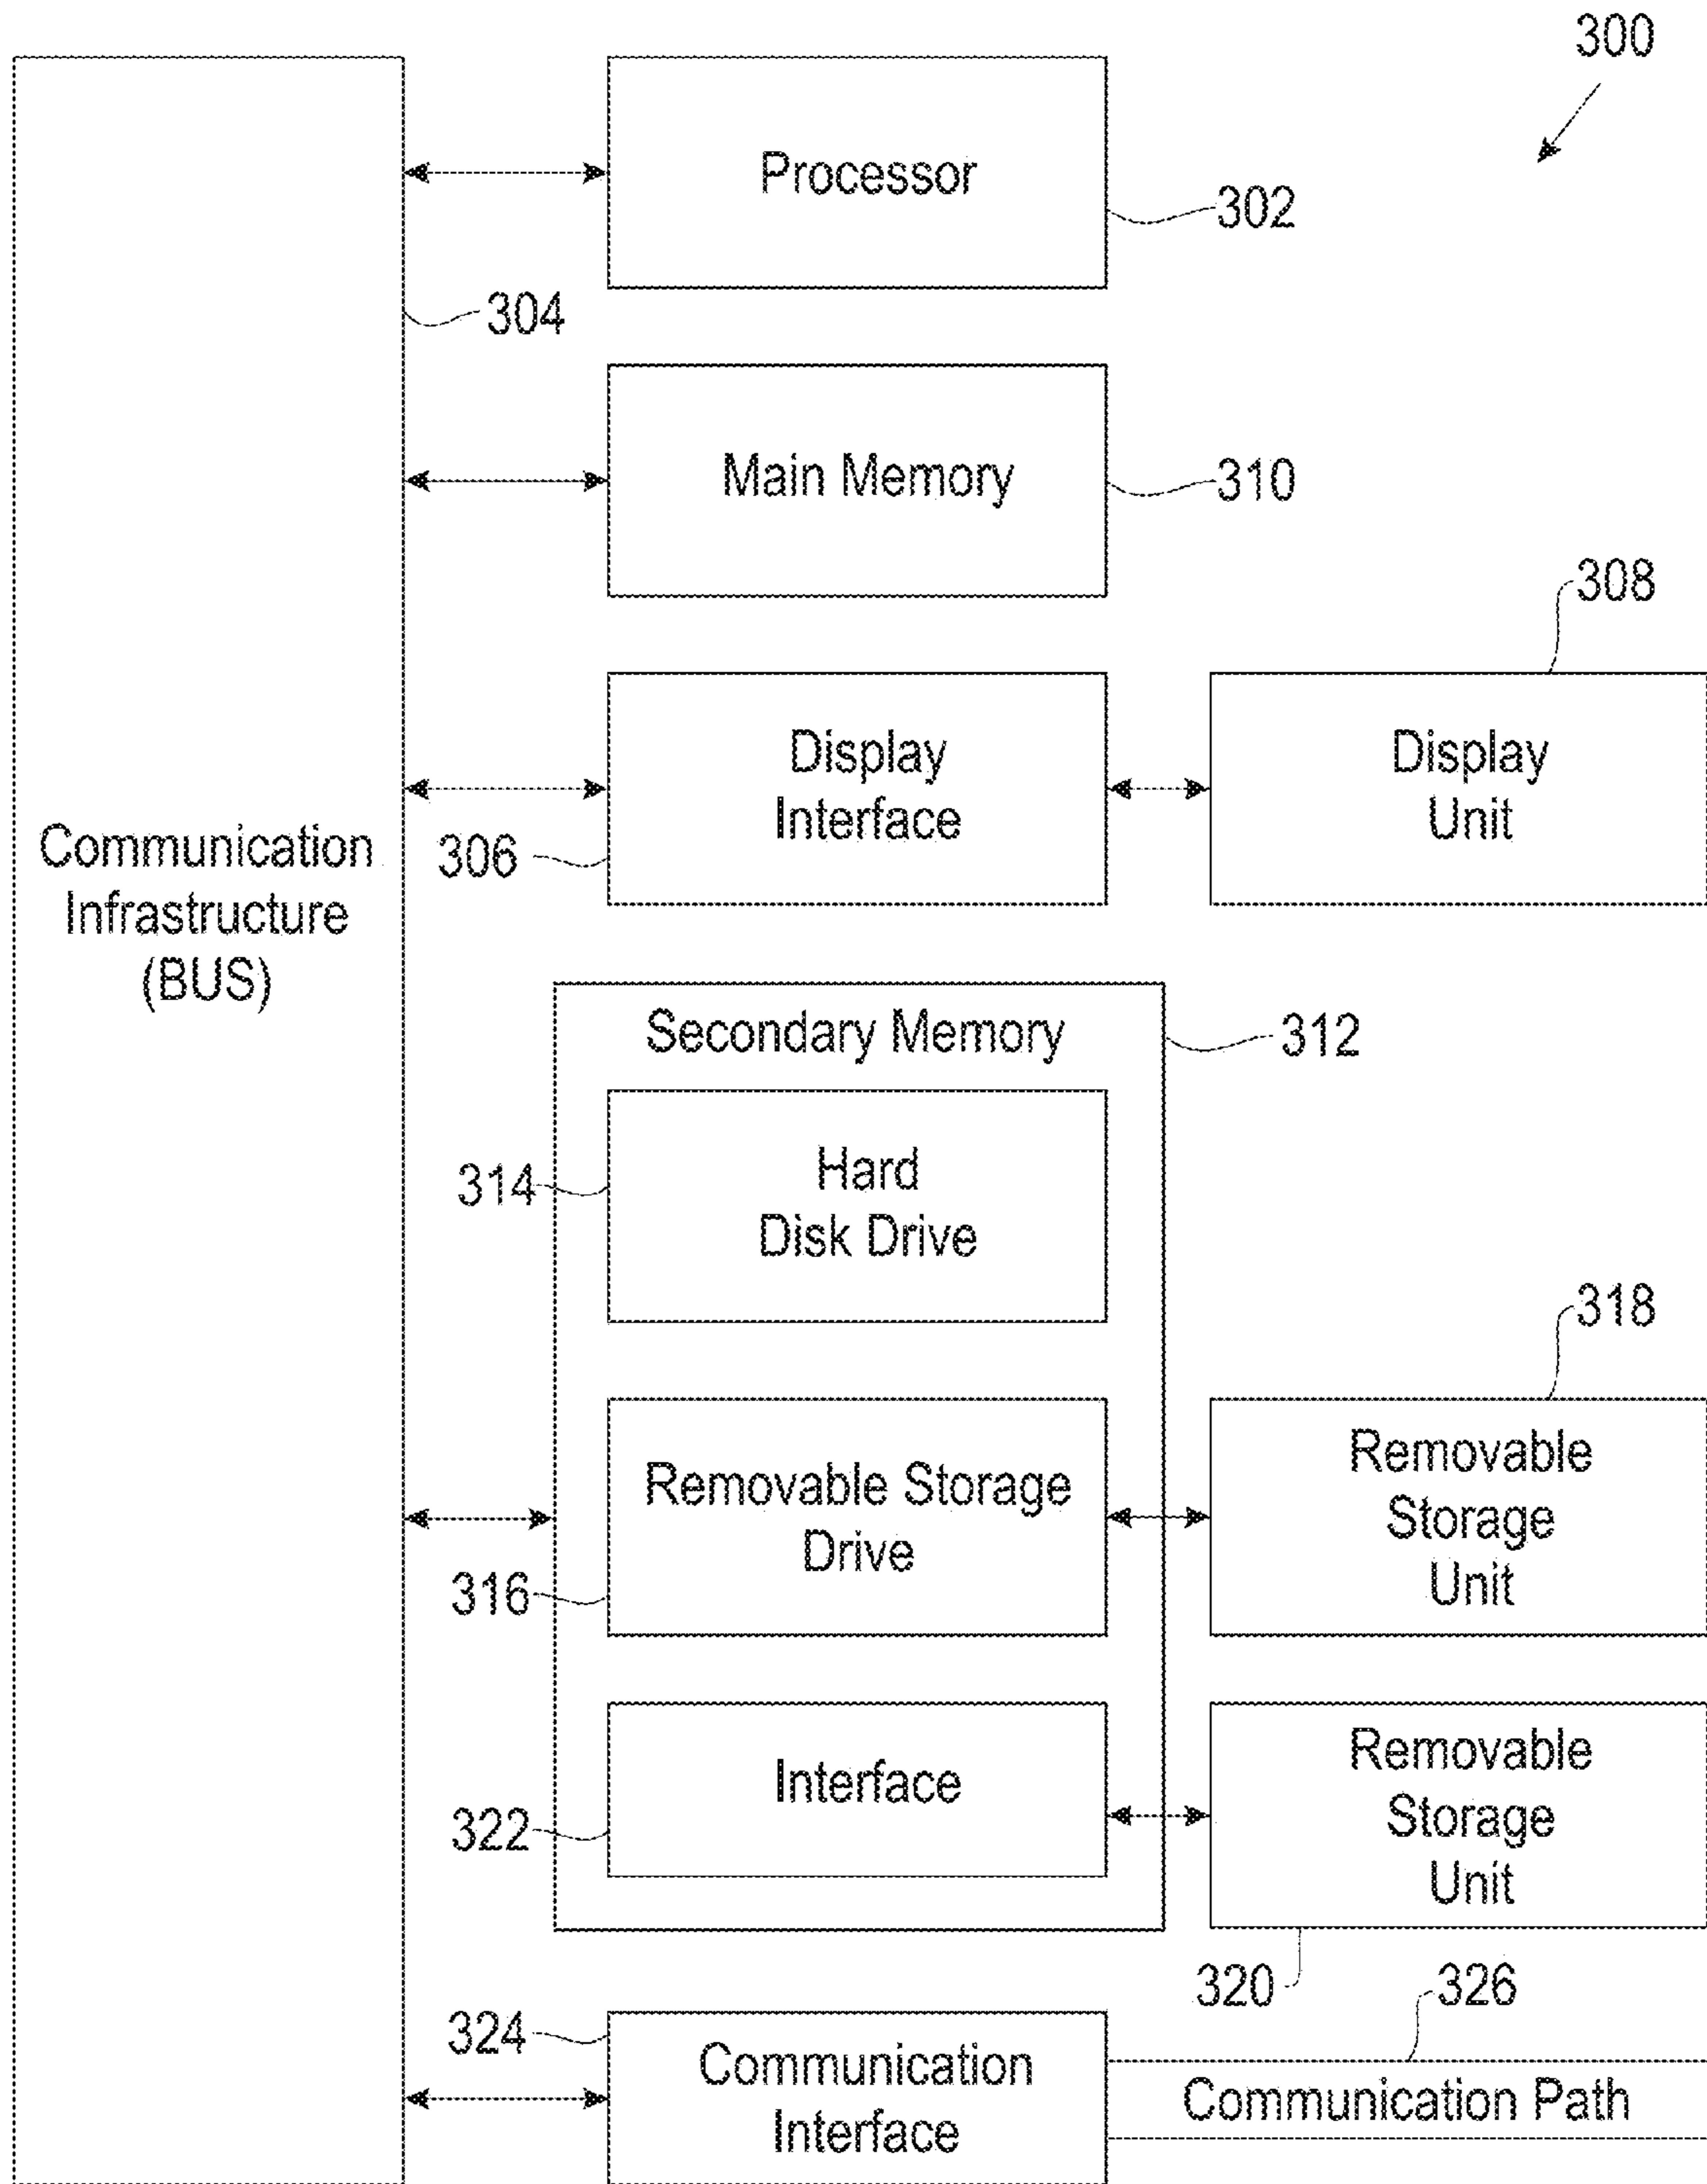 300
Processor
302
304
Main Memory
310
308
Display
Interface
306
Display
Unit
Communication
Infrastructure
(BUS)
Secondary Memory
312
314
Hard
Disk Drive
318
Removable Storage
Drive
316
Removable
Storage
Unit
Interface
322
Removable
Storage
Unit
320
326
324
Communication
Interface
Communication Path